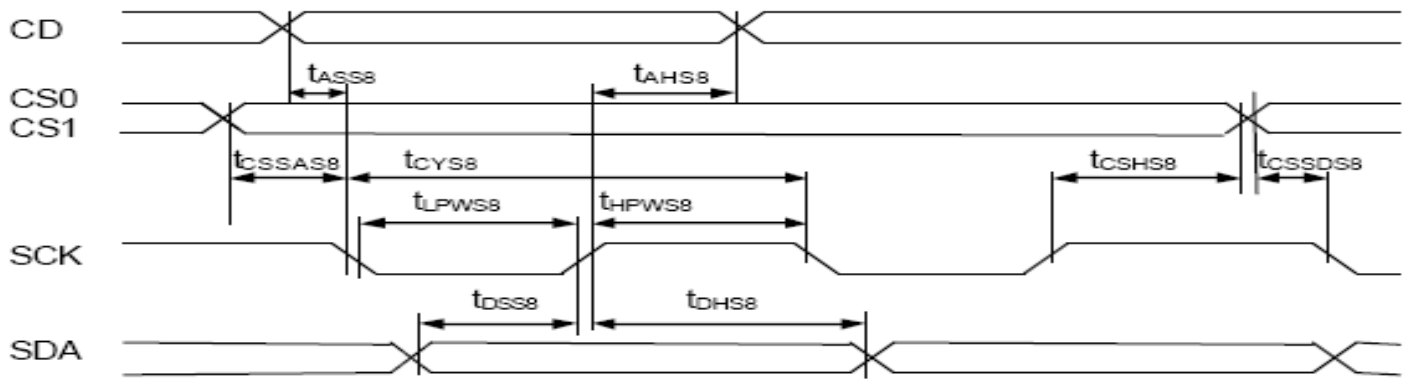 CD
tASS8 tAHS8
CS0
CS1
tCSSAS8 tCYS8 tCSHS8 tCSSDS8
tLPWS8 tHPWS8
SCK
tDSS8 tDHS8
SDA